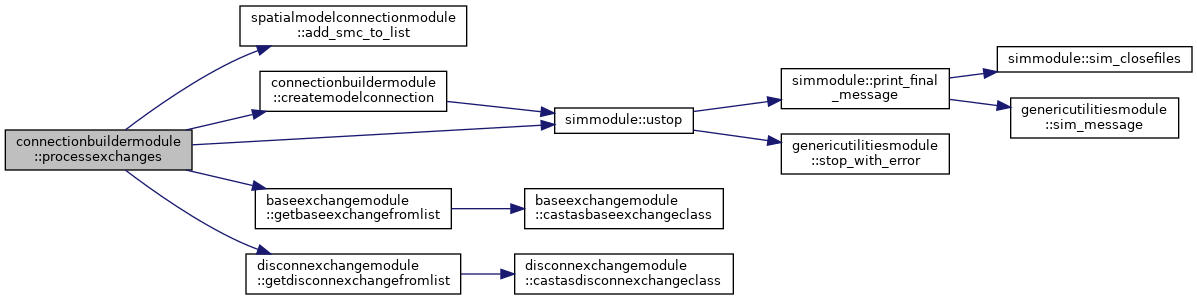 connectionbuildermodule
::processexchanges
spatialmodelconnectionmodule
::add_smc_to_list
connectionbuildermodule
::createmodelconnection
simmodule::ustop
simmodule::print_final
_message
simmodule::sim_closefiles
genericutilitiesmodule
::sim_message
genericutilitiesmodule
::stop_with_error
baseexchangemodule
::getbaseexchangefromlist
baseexchangemodule
::castasbaseexchangeclass
disconnexchangemodule
::getdisconnexchangefromlist
disconnexchangemodule
::castasdisconnexchangeclass